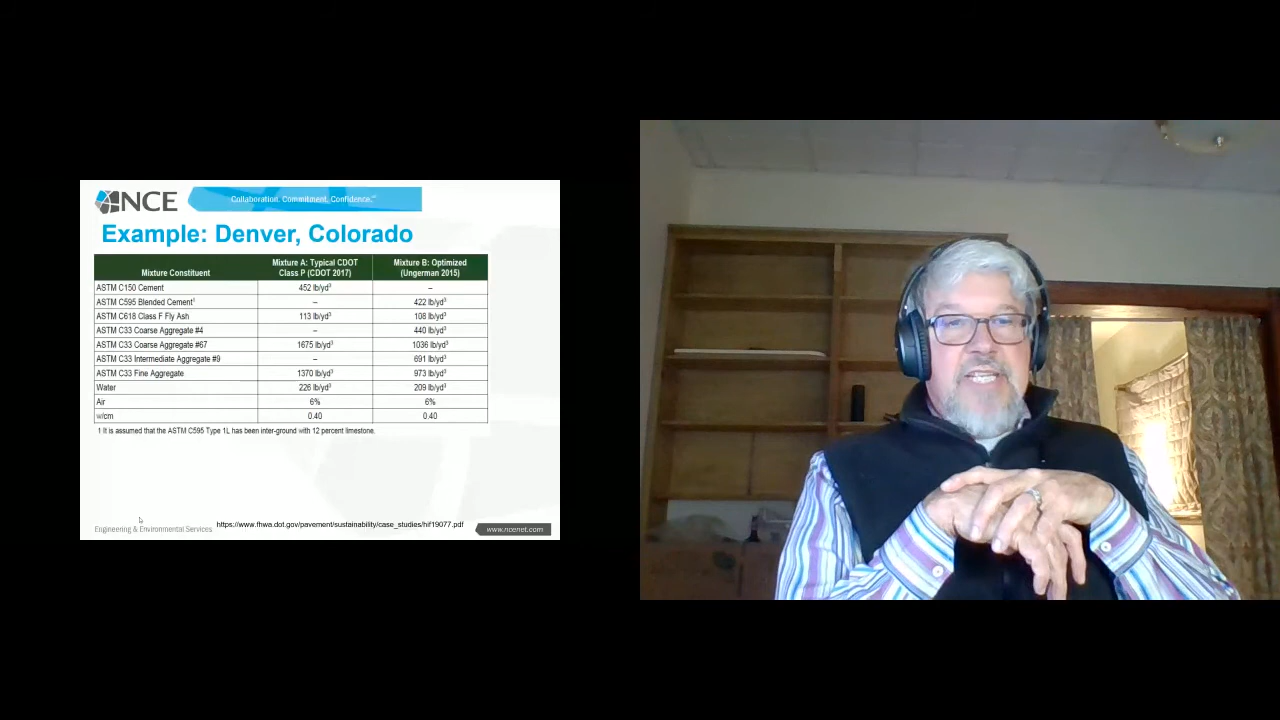 NCE
Collaboration. Commitment. Confidence.™
Example: Denver, Colorado
Mixture Constituent Mixture A: Typical CDOT Class P (CDOT 2017) Mixture B: Optimized (Ungerman 2015)
ASTM C150 Cement 452 lb/yd³ –
ASTM C595 Blended Cement¹ – 422 lb/yd³
ASTM C618 Class F Fly Ash 113 lb/yd³ 108 lb/yd³
ASTM C33 Coarse Aggregate #4 – 440 lb/yd³
ASTM C33 Coarse Aggregate #67 1675 lb/yd³ 1036 lb/yd³
ASTM C33 Intermediate Aggregate #9 – 691 lb/yd³
ASTM C33 Fine Aggregate 1370 lb/yd³ 973 lb/yd³
Water 226 lb/yd³ 209 lb/yd³
Air 6% 6%
w/cm 0.40 0.40
1 It is assumed that the ASTM C595 Type 1L has been inter-ground with 12 percent limestone.
Engineering & Environmental Services https://www.fhwa.dot.gov/pavement/sustainability/case_studies/hif19077.pdf www.ncenet.com